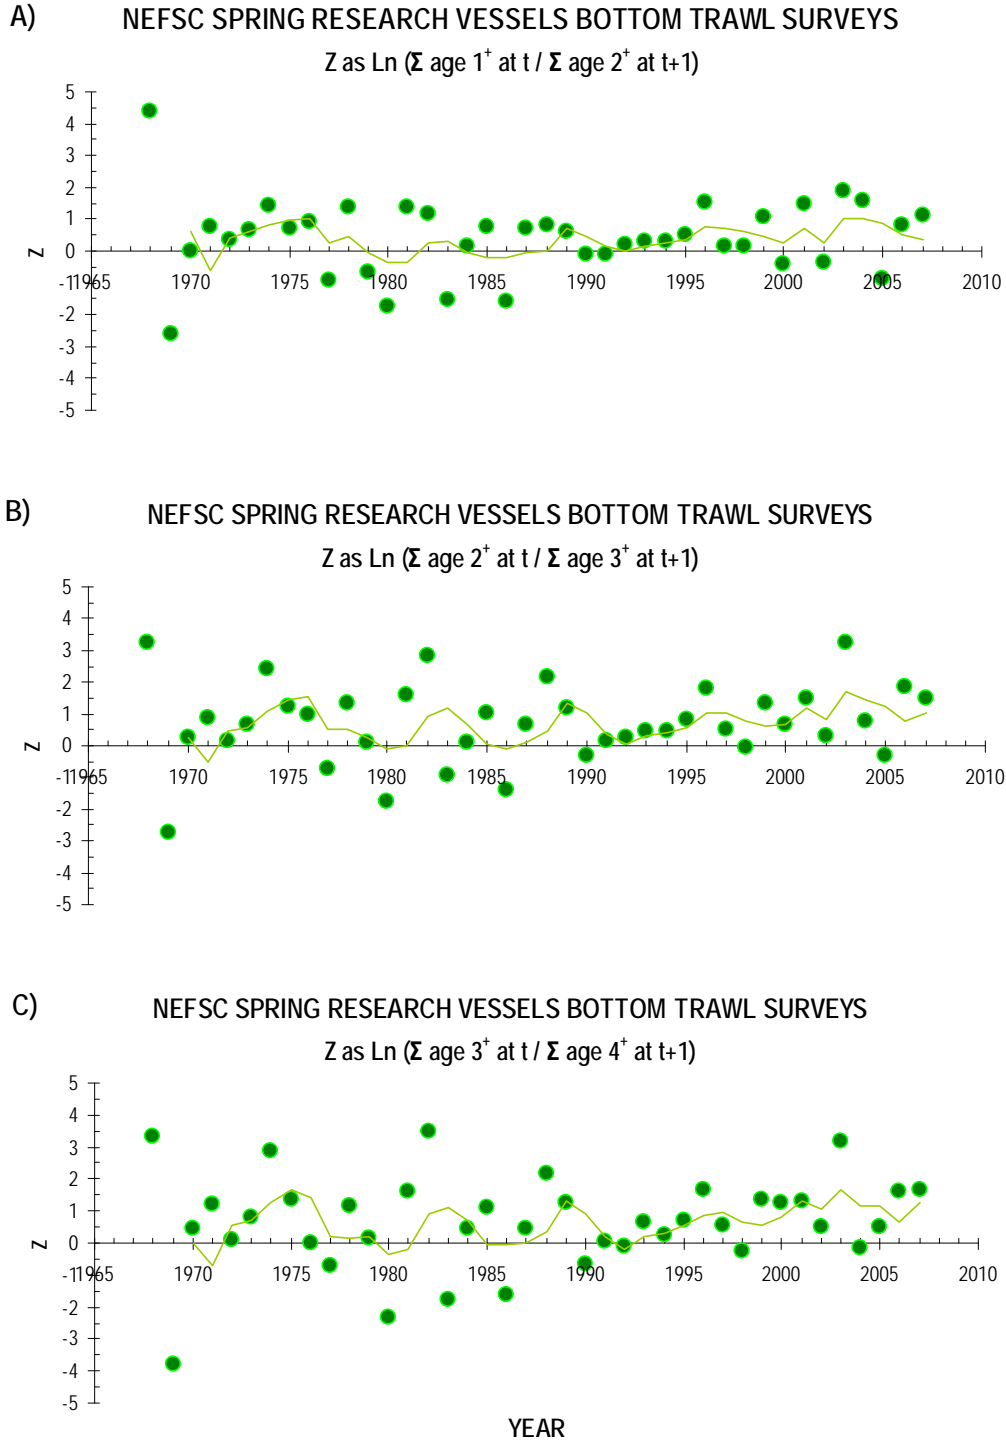 A)
NEFSC SPRING RESEARCH VESSELS BOTTOM TRAWL SURVEYS
Z as Ln (Σ age 1+ at t / Σ age 2+ at t+1)
5
4
3
2
1
0
-1
-2
-3
-4
-5
Z
1965 1970 1975 1980 1985 1990 1995 2000 2005 2010
B)
NEFSC SPRING RESEARCH VESSELS BOTTOM TRAWL SURVEYS
Z as Ln (Σ age 2+ at t / Σ age 3+ at t+1)
5
4
3
2
1
0
-1
-2
-3
-4
-5
Z
1965 1970 1975 1980 1985 1990 1995 2000 2005 2010
C)
NEFSC SPRING RESEARCH VESSELS BOTTOM TRAWL SURVEYS
Z as Ln (Σ age 3+ at t / Σ age 4+ at t+1)
5
4
3
2
1
0
-1
-2
-3
-4
-5
Z
1965 1970 1975 1980 1985 1990 1995 2000 2005 2010
YEAR